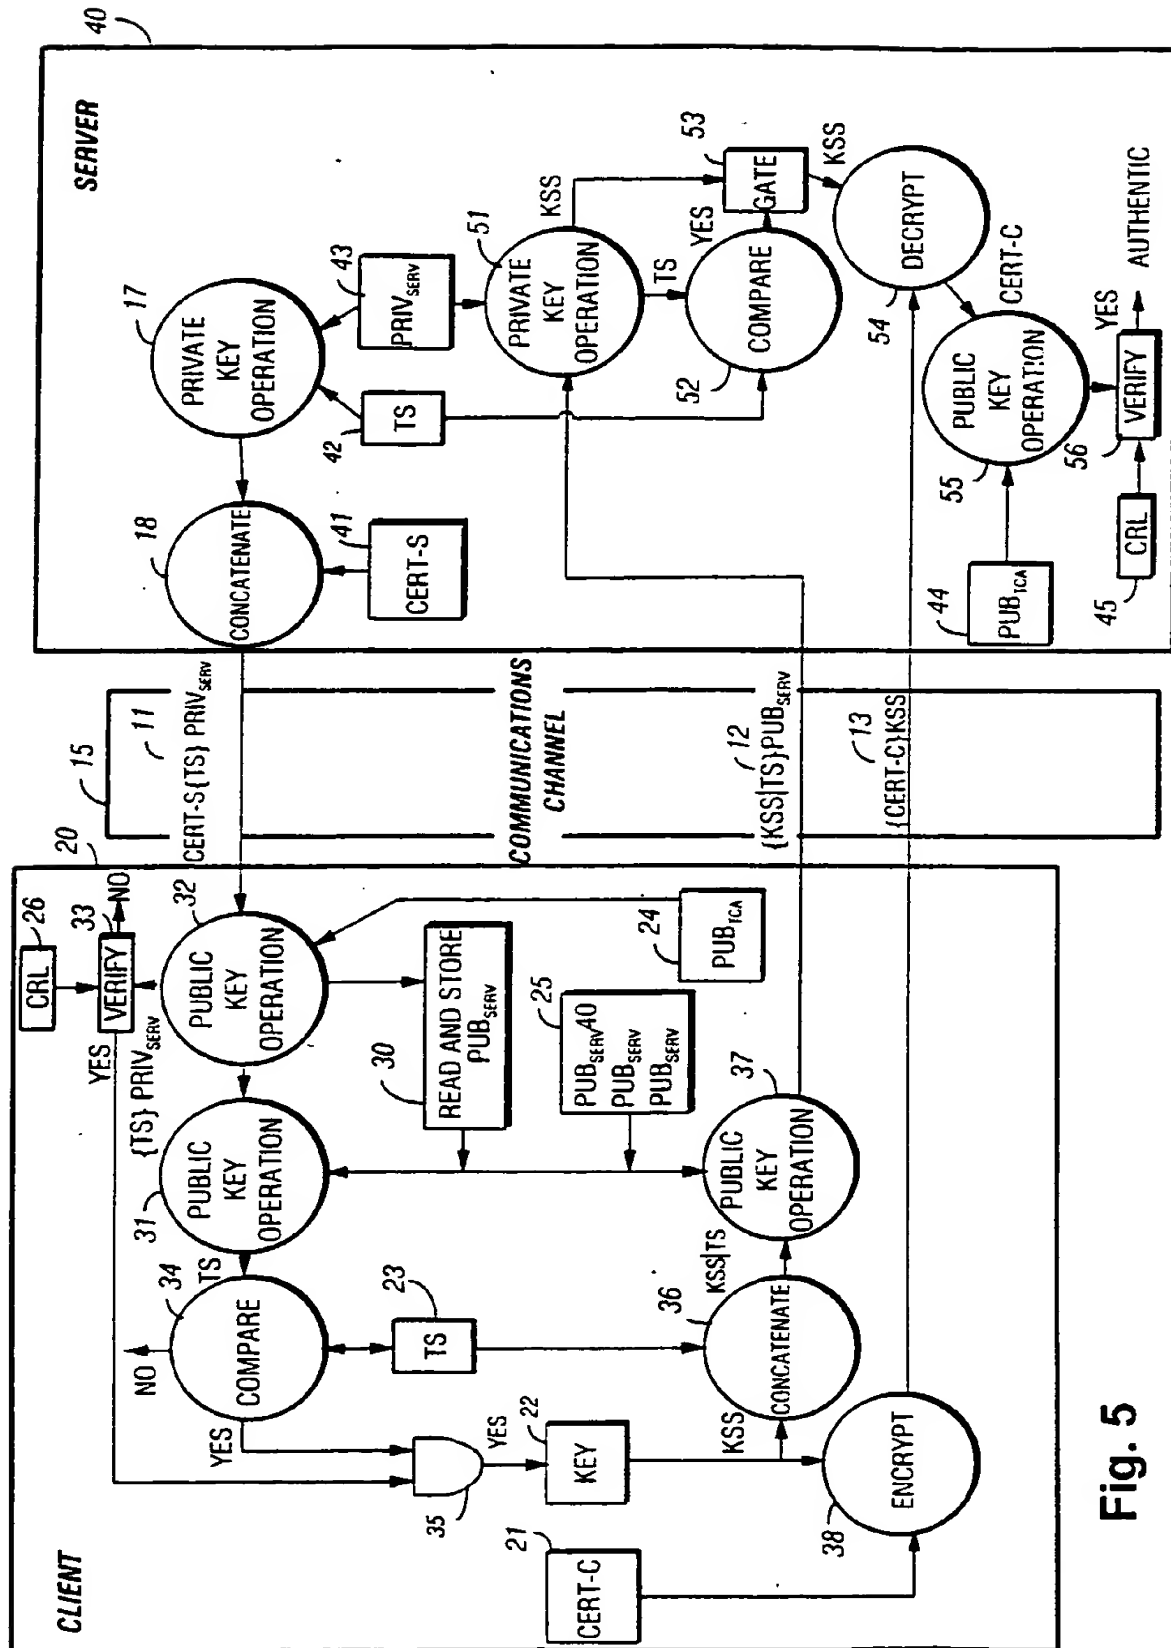 CLIENT
20
CRL
26
VERIFY
33
NO
YES
{TS} PRIVSERV
PUBLIC
KEY
OPERATION
32
PUBLIC
KEY
OPERATION
31
TS
COMPARE
34
NO
YES
READ AND STORE
PUBSERV
30
PUBSERV40
PUBSERV
PUBSERV
25
PUBTCA
24
TS
23
35
YES
KEY
22
KSS
CONCATENATE
36
KSS|TS
PUBLIC
KEY
OPERATION
37
CERT-C
21
ENCRYPT
38
15
11
CERT-S{TS} PRIVSERV
COMMUNICATIONS
CHANNEL
12
{KSS|TS}PUBSERV
13
{CERT-C}KSS
SERVER
40
PRIVATE
KEY
OPERATION
17
CONCATENATE
18
CERT-S
41
TS
42
PRIVSERV
43
PRIVATE
KEY
OPERATION
51
KSS
TS
COMPARE
52
YES
GATE
53
KSS
DECRYPT
54
CERT-C
PUBLIC
KEY
OPERATION
55
PUBTCA
44
CRL
45
VERIFY
56
YES
AUTHENTIC
Fig. 5